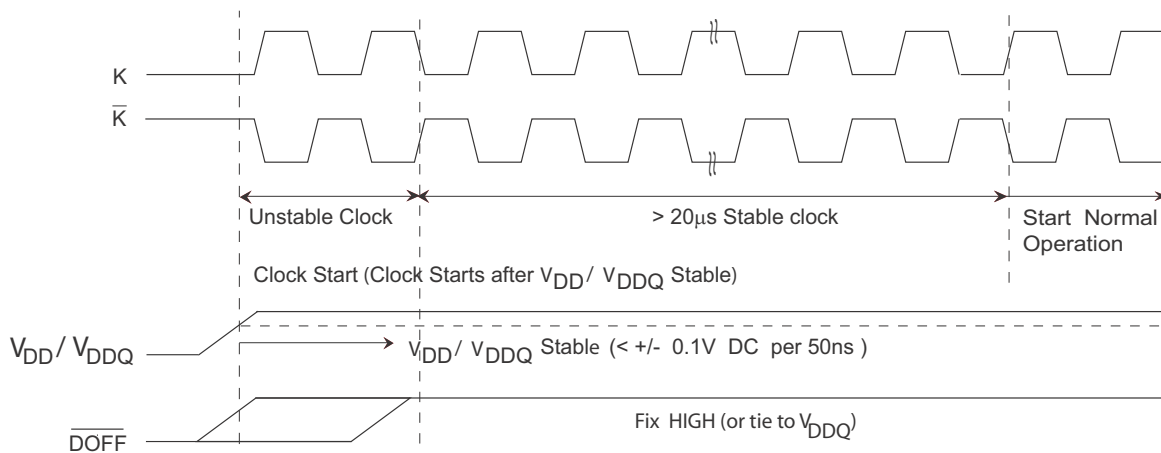 K
K̅
Unstable Clock
> 20μs Stable clock
Start Normal
Operation
Clock Start (Clock Starts after VDD/ VDDQ Stable)
VDD/ VDDQ
VDD/ VDDQ Stable (< +/- 0.1V DC per 50ns )
D̅O̅F̅F̅
Fix HIGH (or tie to VDDQ)